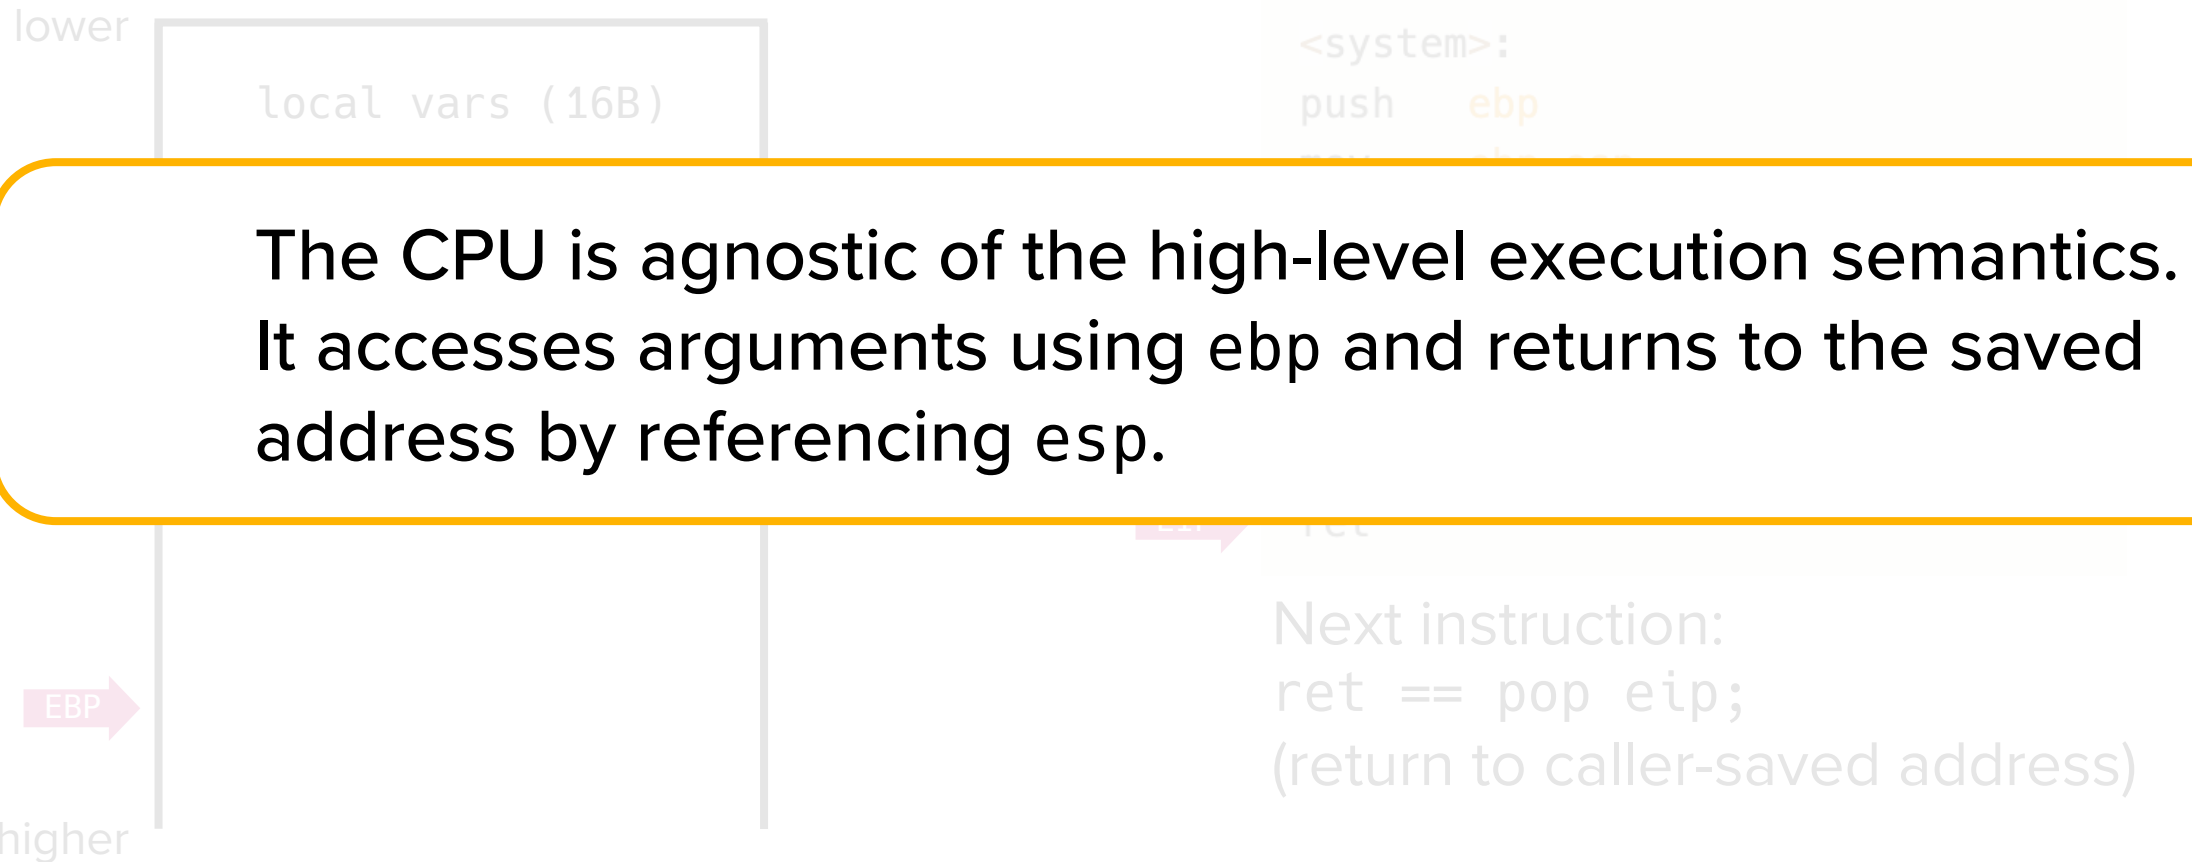 lower
local vars (16B)
<system>:
push ebp
The CPU is agnostic of the high-level execution semantics.
It accesses arguments using ebp and returns to the saved
address by referencing esp.
ret
Next instruction:
ret == pop eip;
EBP
(return to caller-saved address)
higher